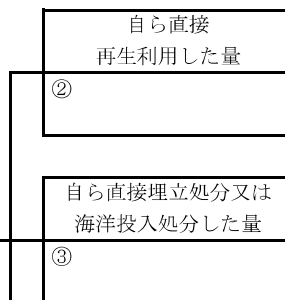 自ら直接
再生利用した量
②
自ら直接埋立処分又は
海洋投入処分した量
③